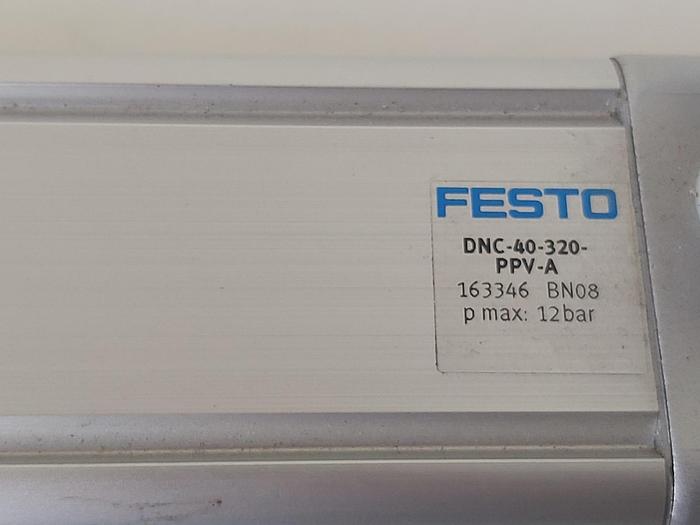 FESTO
DNC-40-320-
PPV-A
163346 BN08
p max: 12bar